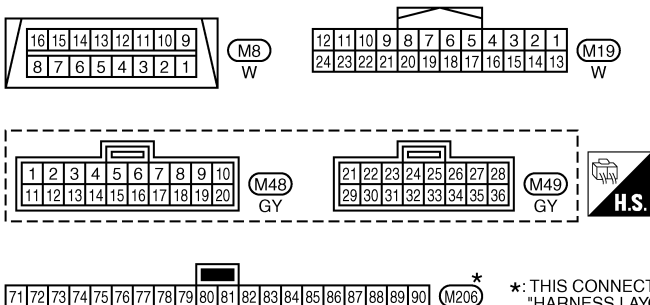 16 15 14 13 12 11 10 9
8 7 6 5 4 3 2 1
M8
W
12 11 10 9 8 7 6 5 4 3 2 1
24 23 22 21 20 19 18 17 16 15 14 13
M19
W
1 2 3 4 5 6 7 8 9 10
11 12 13 14 15 16 17 18 19 20
M48
GY
21 22 23 24 25 26 27 28
29 30 31 32 33 34 35 36
M49
GY
H.S.
71 72 73 74 75 76 77 78 79 80 81 82 83 84 85 86 87 88 89 90
M206
*
*: THIS CONNECT
"HARNESS LAYO